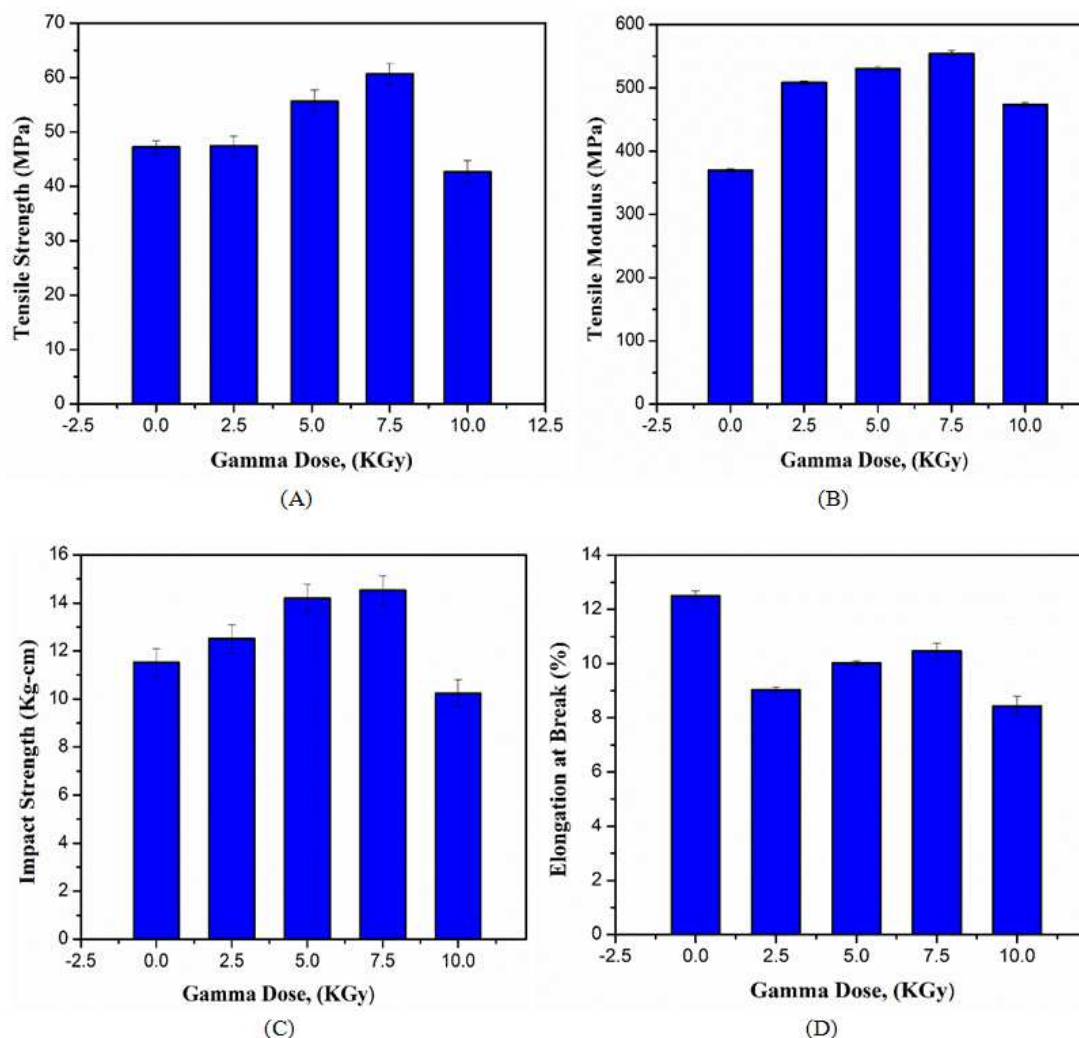 70
60
50
40
30
20
10
0
Tensile Strength (MPa)
-2.5 0.0 2.5 5.0 7.5 10.0 12.5
Gamma Dose, (KGy)
(A)
600
500
400
300
200
100
0
Tensile Modulus (MPa)
-2.5 0.0 2.5 5.0 7.5 10.0
Gamma Dose, (KGy)
(B)
16
14
12
10
8
6
4
2
0
Impact Strength (Kg-cm)
-2.5 0.0 2.5 5.0 7.5 10.0
Gamma Dose, (KGy)
(C)
14
12
10
8
6
4
2
0
Elongation at Break (%)
-2.5 0.0 2.5 5.0 7.5 10.0
Gamma Dose, (KGy)
(D)